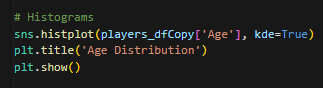 # Histograms
sns.histplot(players_dfCopy['Age'], kde=True)
plt.title('Age Distribution')
plt.show()